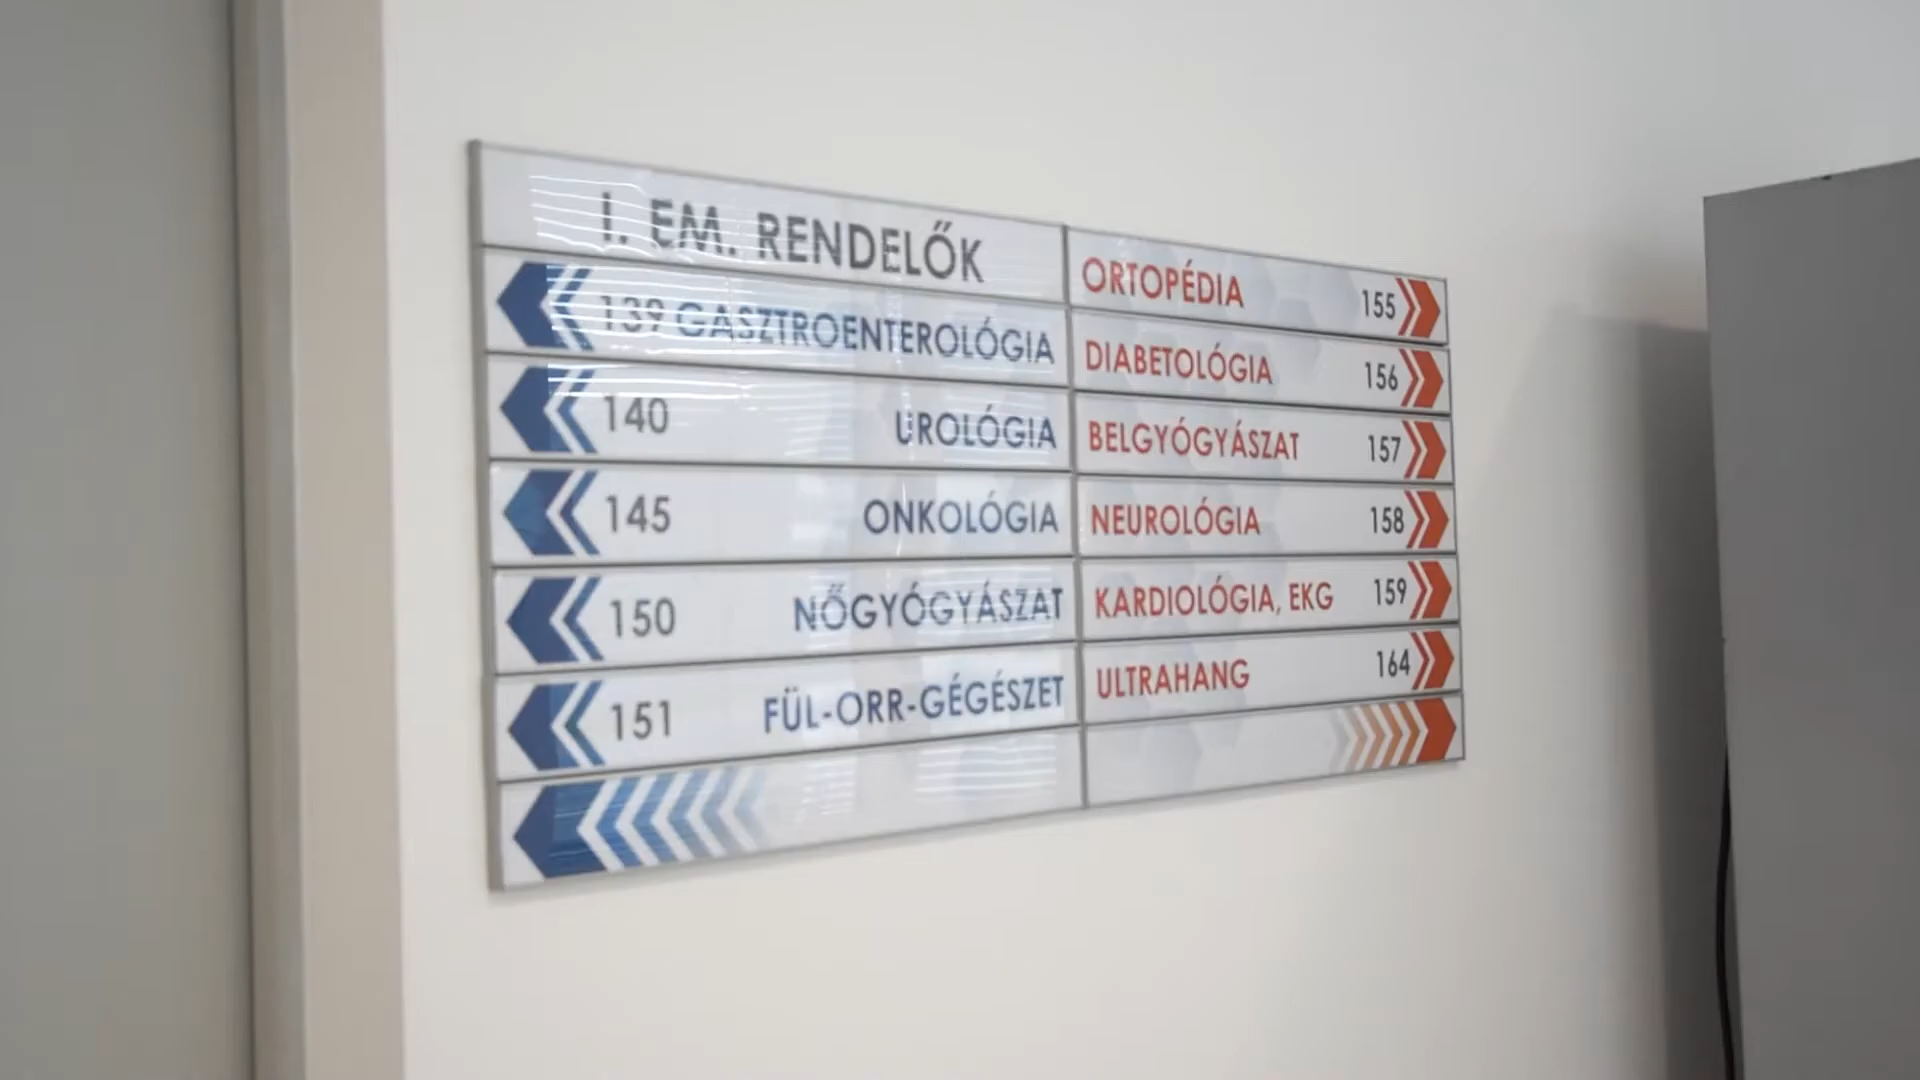 I. EM. RENDELŐK
139 GASZTROENTEROLÓGIA
140 UROLÓGIA
145 ONKOLÓGIA
150 NŐGYÓGYÁSZAT
151 FÜL-ORR-GÉGÉSZET
ORTOPÉDIA 155
DIABETOLÓGIA 156
BELGYÓGYÁSZAT 157
NEUROLÓGIA 158
KARDIOLÓGIA, EKG 159
ULTRAHANG 164